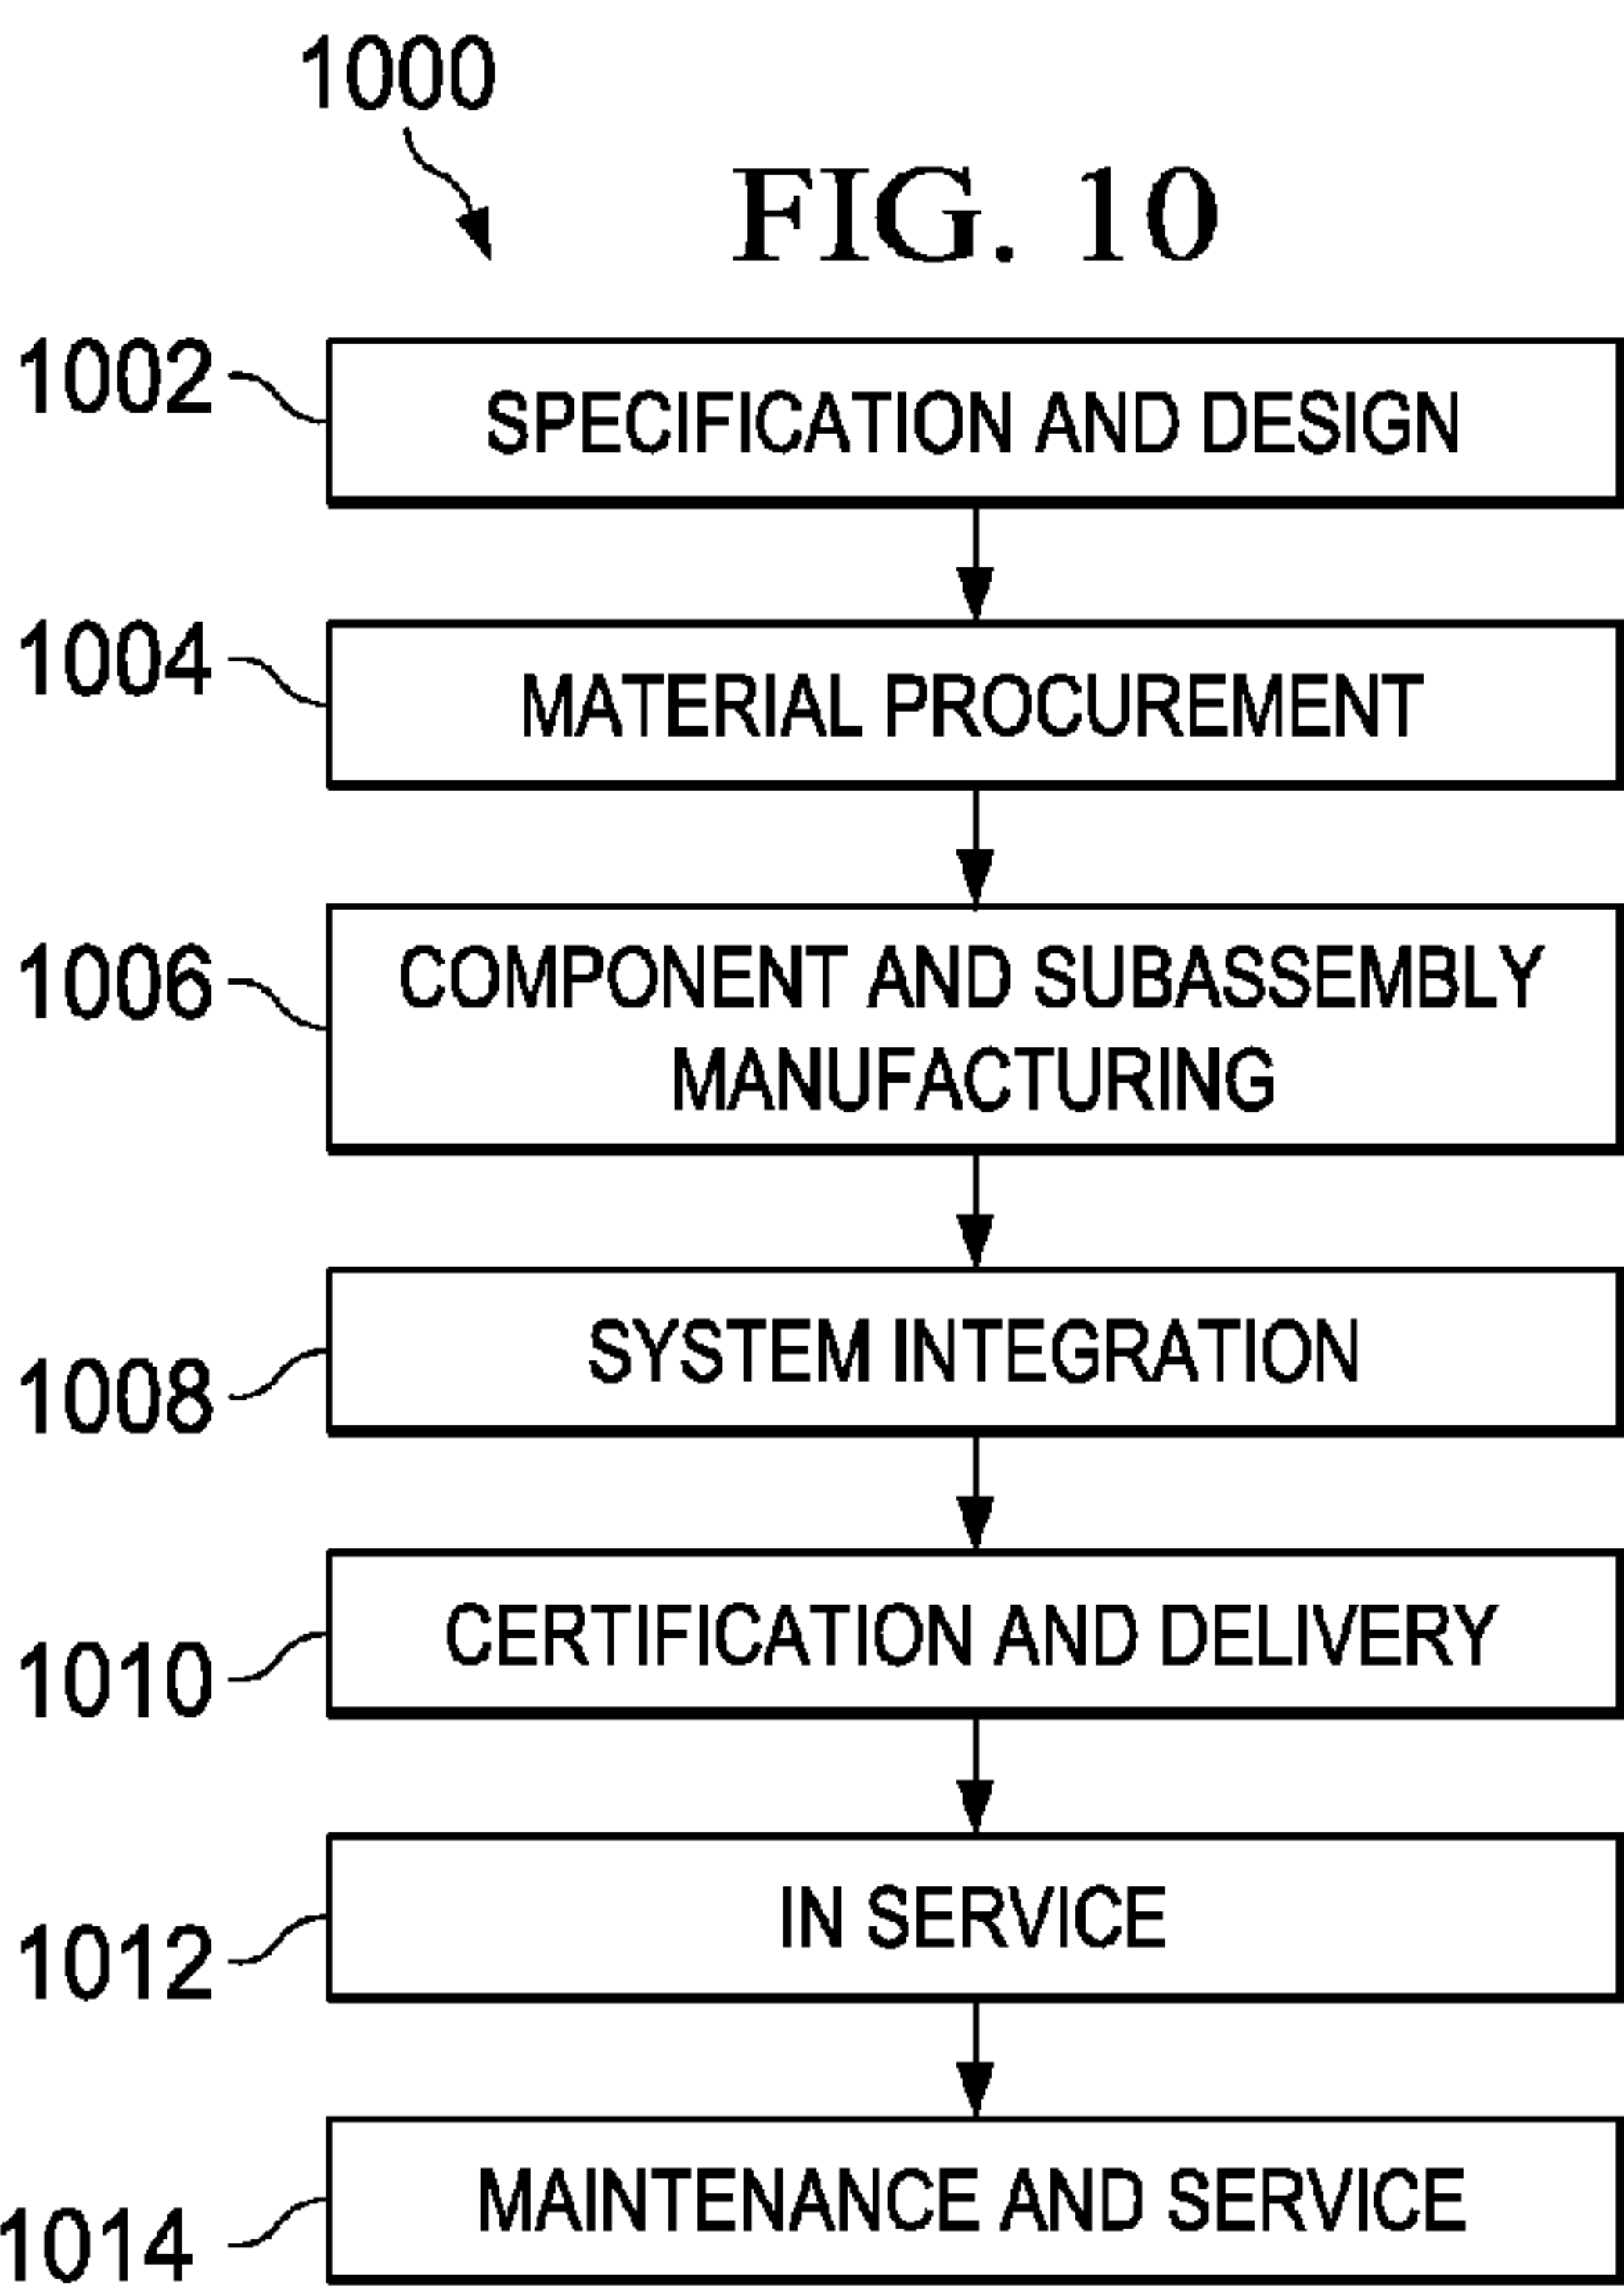 1000
FIG. 10
1002
SPECIFICATION AND DESIGN
1004
MATERIAL PROCUREMENT
1006
COMPONENT AND SUBASSEMBLY
MANUFACTURING
1008
SYSTEM INTEGRATION
1010
CERTIFICATION AND DELIVERY
1012
IN SERVICE
1014
MAINTENANCE AND SERVICE